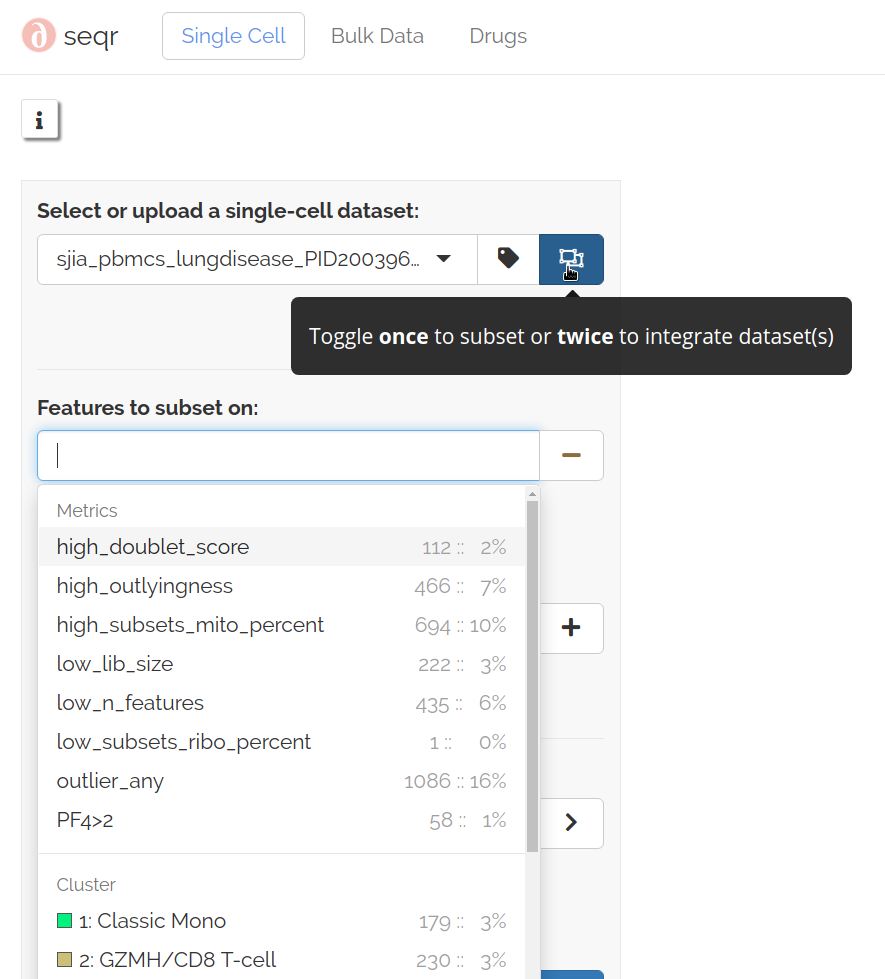 seqr Single Cell Bulk Data Drugs
i
Select or upload a single-cell dataset:
sjia_pbmcs_lungdisease_PID200396…
Toggle once to subset or twice to integrate dataset(s)
Features to subset on:
Metrics
high_doublet_score 112 :: 2%
high_outlyingness 466 :: 7%
high_subsets_mito_percent 694 :: 10%
low_lib_size 222 :: 3%
low_n_features 435 :: 6%
low_subsets_ribo_percent 1 :: 0%
outlier_any 1086 :: 16%
PF4>2 58 :: 1%
Cluster
1: Classic Mono 179 :: 3%
2: GZMH/CD8 T-cell 230 :: 3%